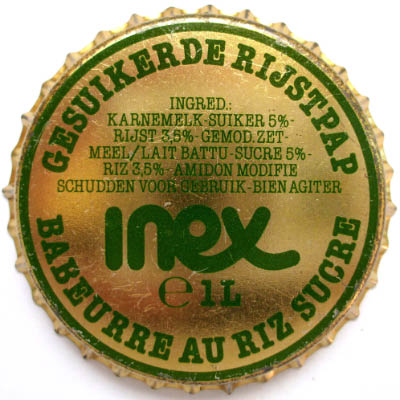 GESUIKERDE RIJSTPAP
INGRED.:
KARNEMELK-SUIKER 5%-
RIJST 3,5%-GEMOD.ZET-
MEEL/LAIT BATTU-SUCRE 5%-
RIZ 3,5%-AMIDON MODIFIE
SCHUDDEN VOOR GEBRUIK-BIEN AGITER
inex
℮ 1L
BABEURRE AU RIZ SUCRE